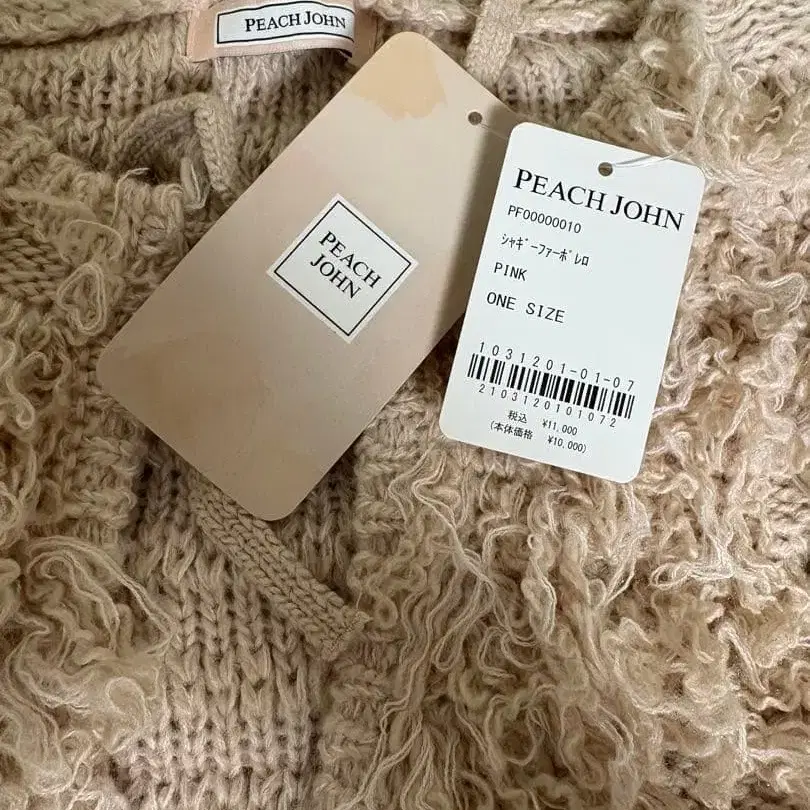 PEACH JOHN
PEACH
JOHN
PEACH JOHN
PF00000010
ｼｬｷﾞｰﾌｧｰﾎﾞﾚﾛ
PINK
ONE SIZE
1031201-01-07
2103120101072
税込 ¥11,000
(本体価格 ¥10,000)